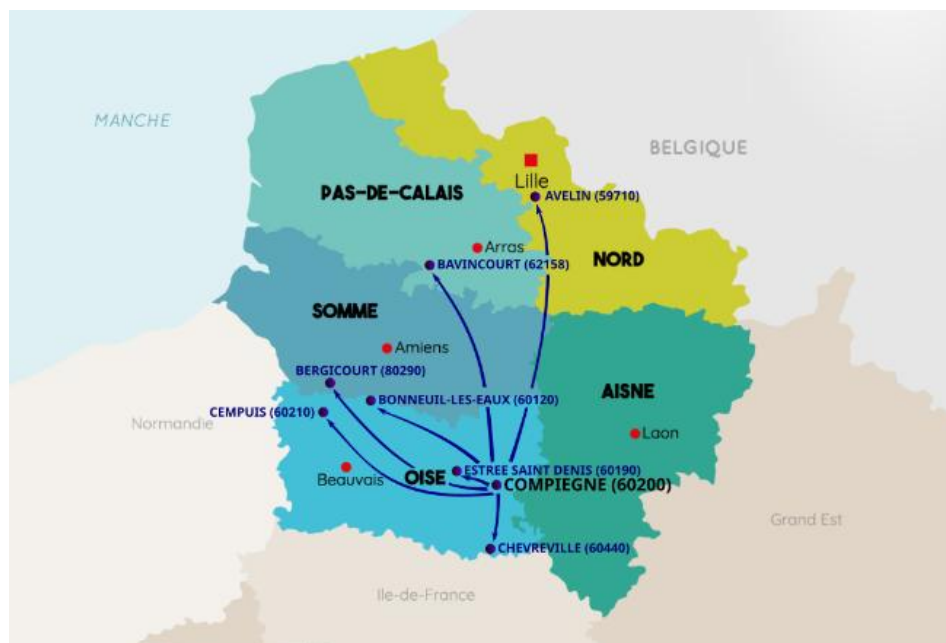 MANCHE
BELGIQUE
Lille
PAS-DE-CALAIS
AVELIN (59710)
Arras
NORD
BAVINCOURT (62158)
SOMME
Amiens
BERGICOURT (80290)
AISNE
BONNEUIL-LES-EAUX (60120)
CEMPUIS (60210)
Normandie
Laon
ESTREE SAINT DENIS (60190)
Beauvais
OISE
COMPIEGNE (60200)
Grand Est
CHEVREVILLE (60440)
Ile-de-France